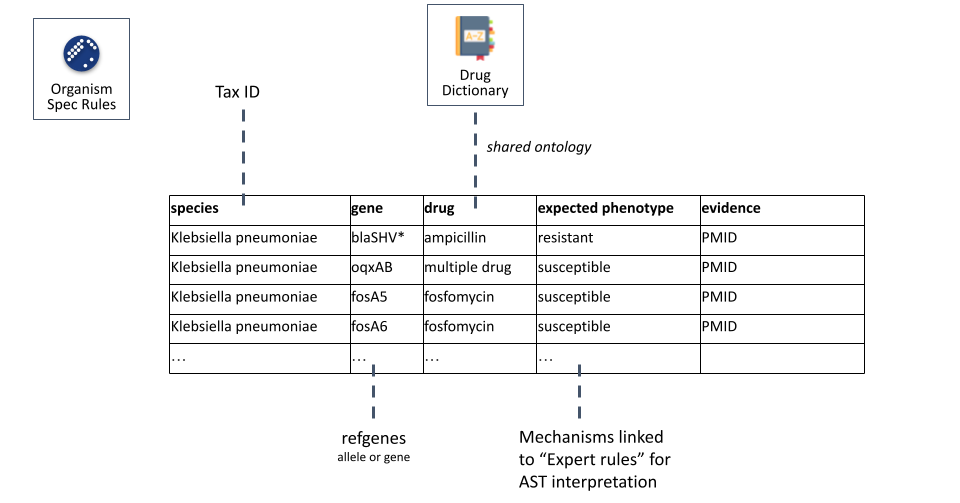 Organism
Spec Rules
Tax ID
A-Z
Drug
Dictionary
shared ontology
species gene drug expected phenotype evidence
Klebsiella pneumoniae blaSHV* ampicillin resistant PMID
Klebsiella pneumoniae oqxAB multiple drug susceptible PMID
Klebsiella pneumoniae fosA5 fosfomycin susceptible PMID
Klebsiella pneumoniae fosA6 fosfomycin susceptible PMID
... ... ... ...
refgenes
allele or gene
Mechanisms linked
to “Expert rules” for
AST interpretation